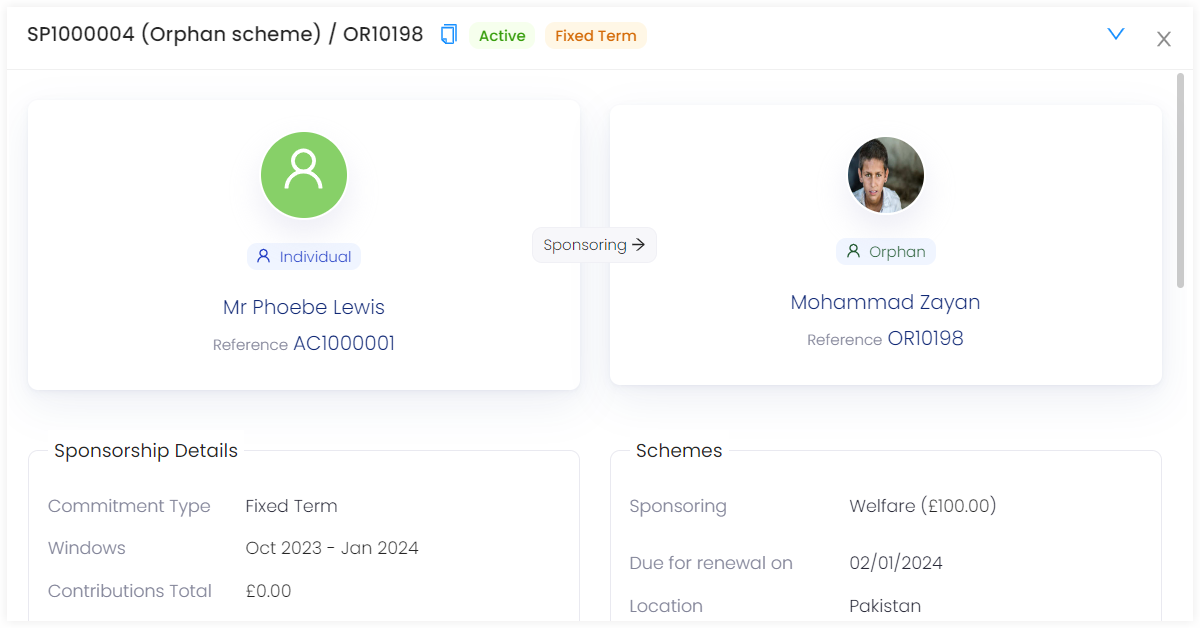 SP1000004 (Orphan scheme) / OR10198 Active Fixed Term
Individual
Mr Phoebe Lewis
Reference AC1000001
Sponsoring →
Orphan
Mohammad Zayan
Reference OR10198
Sponsorship Details
Commitment Type Fixed Term
Windows Oct 2023 - Jan 2024
Contributions Total £0.00
Schemes
Sponsoring Welfare (£100.00)
Due for renewal on 02/01/2024
Location Pakistan